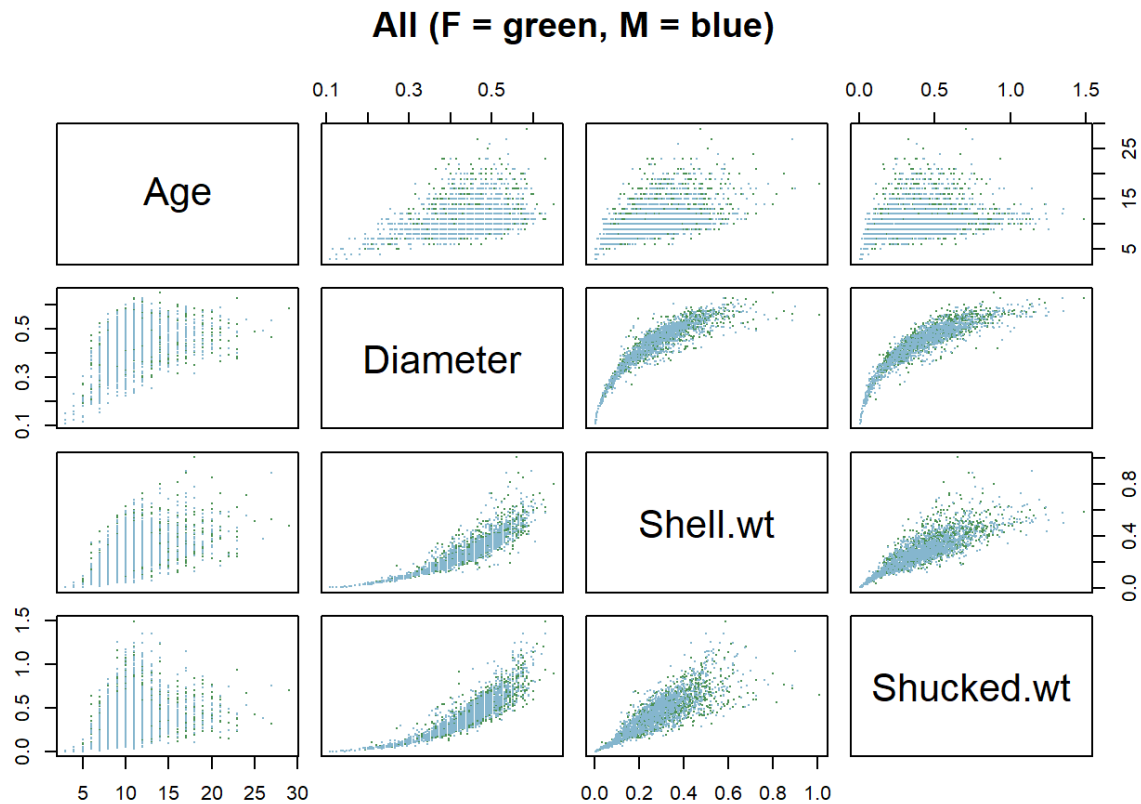 All (F = green, M = blue)
0.1 0.3 0.5
0.0 0.5 1.0 1.5
Age
5 15 25
0.1 0.3 0.5
Diameter
Shell.wt
0.0 0.4 0.8
0.0 0.5 1.0 1.5
Shucked.wt
5 10 15 20 25 30
0.0 0.2 0.4 0.6 0.8 1.0